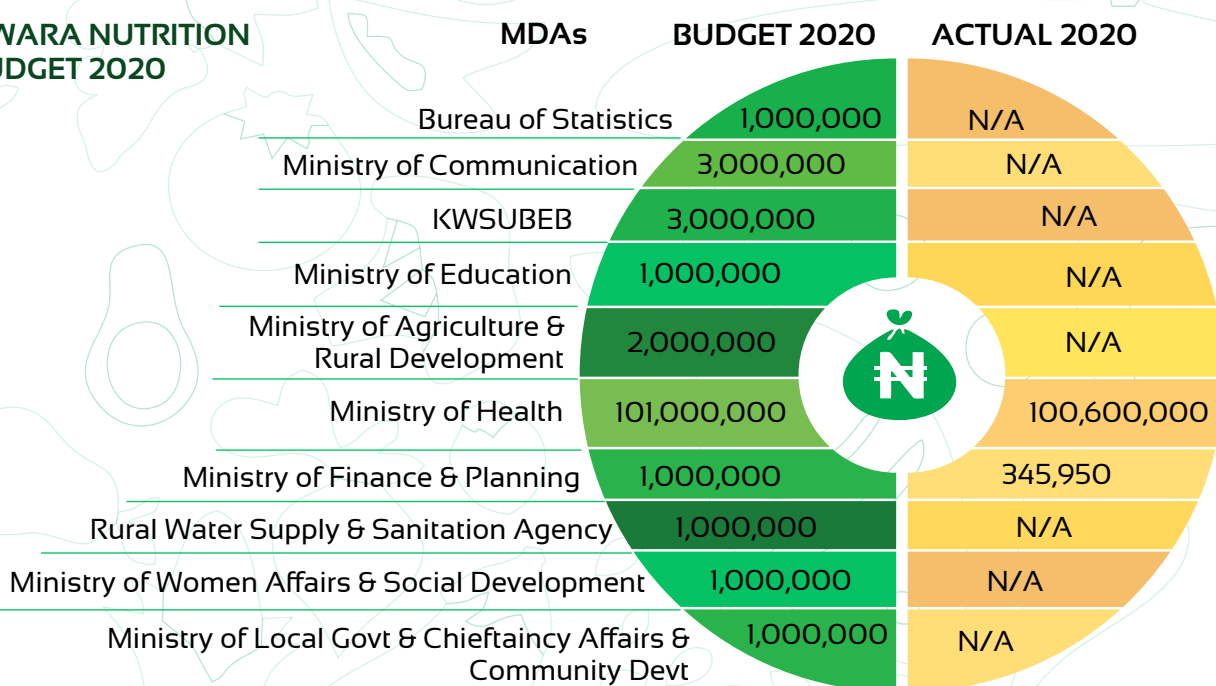 WARA NUTRITION
DGET 2020
MDAs BUDGET 2020 ACTUAL 2020
Bureau of Statistics 1,000,000 N/A
Ministry of Communication 3,000,000 N/A
KWSUBEB 3,000,000 N/A
Ministry of Education 1,000,000 N/A
Ministry of Agriculture &
Rural Development 2,000,000 N/A
Ministry of Health 101,000,000 100,600,000
Ministry of Finance & Planning 1,000,000 345,950
Rural Water Supply & Sanitation Agency 1,000,000 N/A
Ministry of Women Affairs & Social Development 1,000,000 N/A
Ministry of Local Govt & Chieftaincy Affairs &
Community Devt 1,000,000 N/A
₦